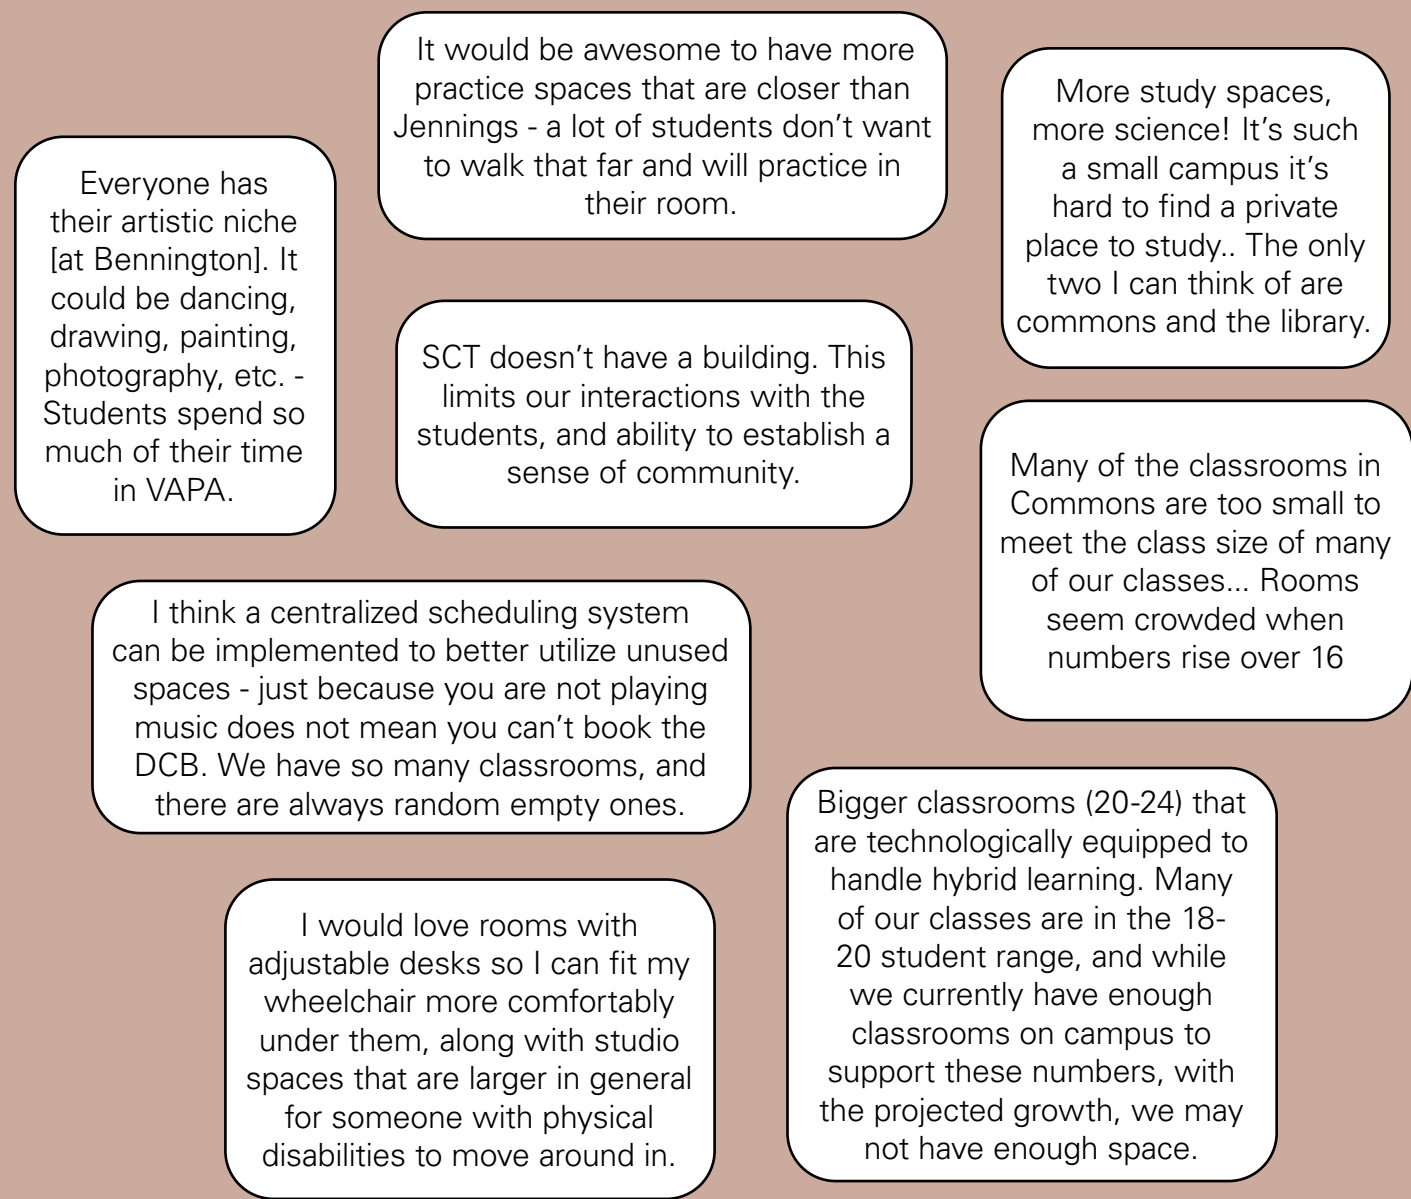 It would be awesome to have more
practice spaces that are closer than
Jennings - a lot of students don't want
to walk that far and will practice in
their room.
More study spaces,
more science! It's such
a small campus it's
hard to find a private
place to study.. The only
two I can think of are
commons and the library.
Everyone has
their artistic niche
[at Bennington]. It
could be dancing,
drawing, painting,
photography, etc. -
Students spend so
much of their time
in VAPA.
SCT doesn't have a building. This
limits our interactions with the
students, and ability to establish a
sense of community.
Many of the classrooms in
Commons are too small to
meet the class size of many
of our classes... Rooms
seem crowded when
numbers rise over 16
I think a centralized scheduling system
can be implemented to better utilize unused
spaces - just because you are not playing
music does not mean you can't book the
DCB. We have so many classrooms, and
there are always random empty ones.
Bigger classrooms (20-24) that
are technologically equipped to
handle hybrid learning. Many
of our classes are in the 18-
20 student range, and while
we currently have enough
classrooms on campus to
support these numbers, with
the projected growth, we may
not have enough space.
I would love rooms with
adjustable desks so I can fit my
wheelchair more comfortably
under them, along with studio
spaces that are larger in general
for someone with physical
disabilities to move around in.